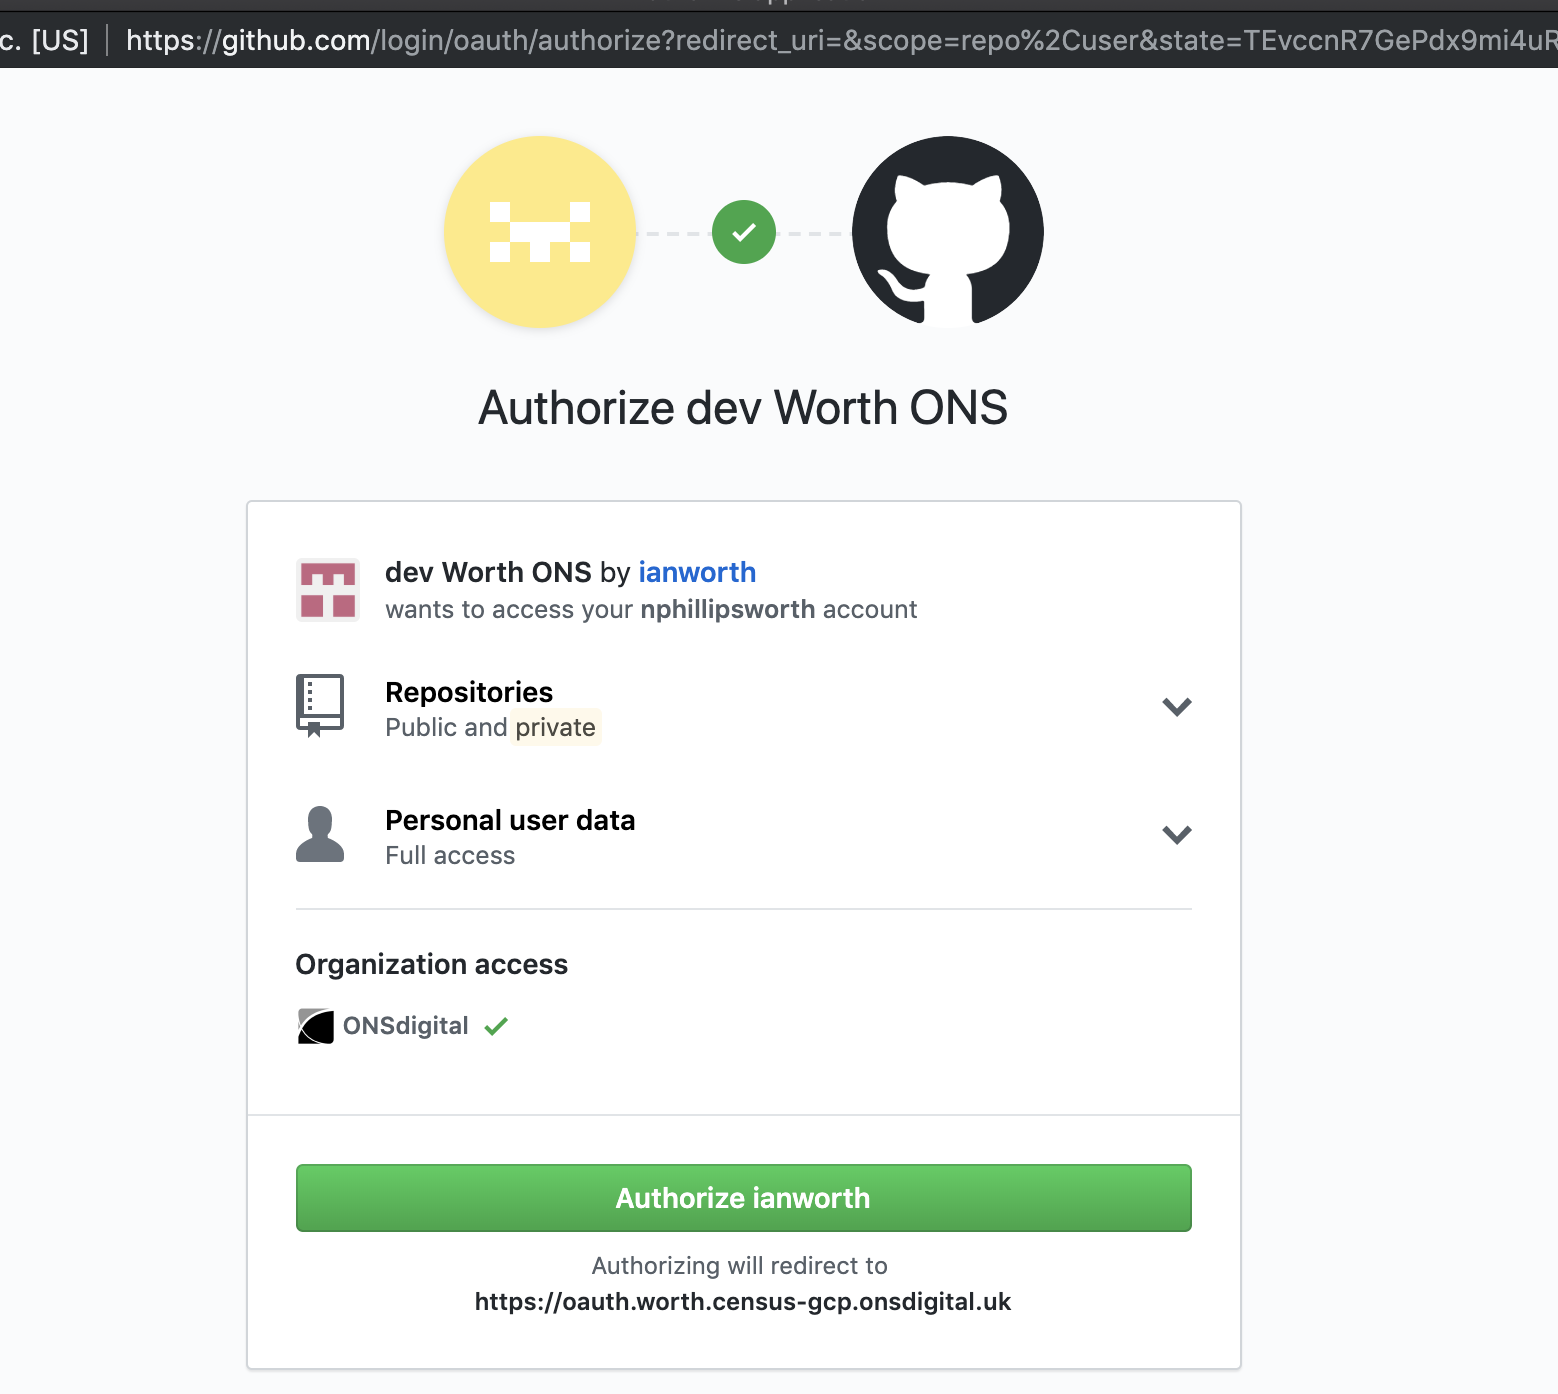 c. [US] https://github.com/login/oauth/authorize?redirect_uri=&scope=repo%2Cuser&state=TEvccnR7GePdx9mi4uR
Authorize dev Worth ONS
dev Worth ONS by ianworth
wants to access your nphillipsworth account
Repositories
Public and private
Personal user data
Full access
Organization access
ONSdigital
Authorize ianworth
Authorizing will redirect to
https://oauth.worth.census-gcp.onsdigital.uk